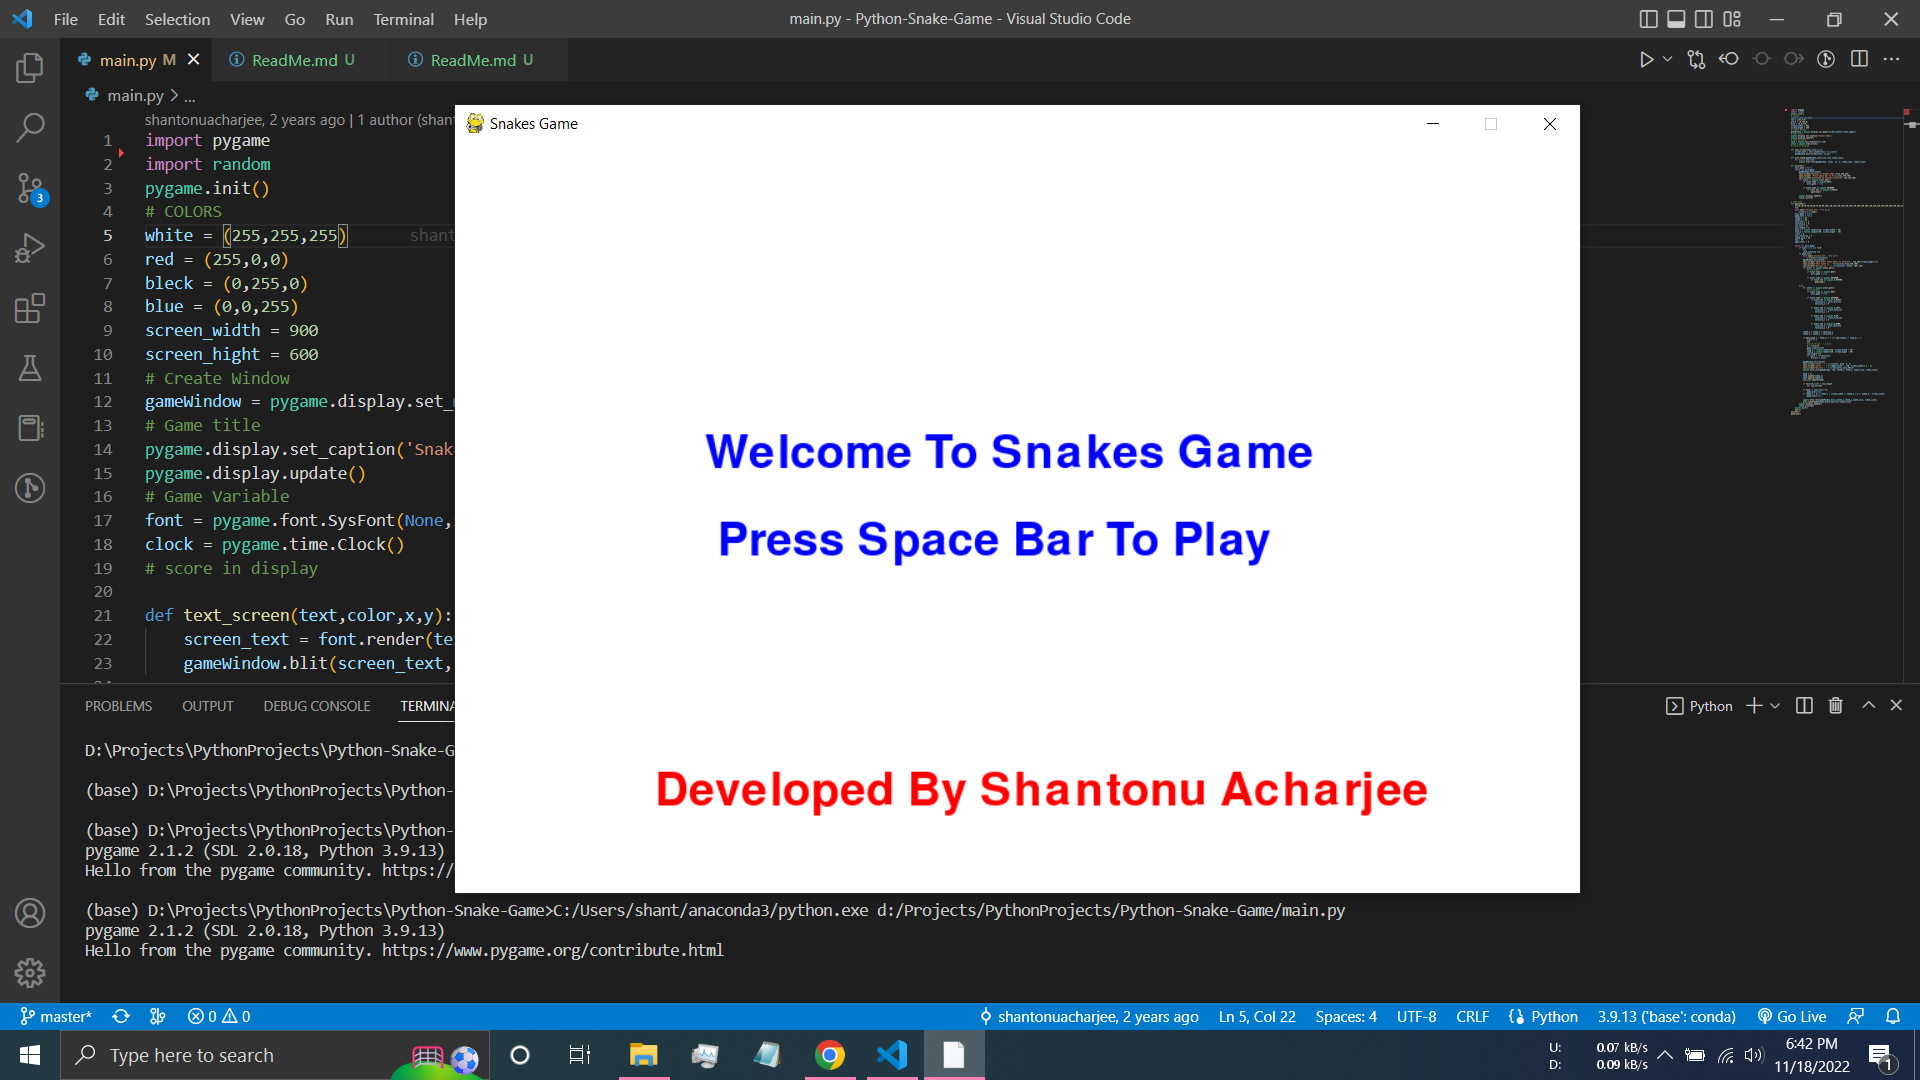 File Edit Selection View Go Run Terminal Help
main.py - Python-Snake-Game - Visual Studio Code
main.py M
ReadMe.md U
ReadMe.md U
main.py > ...
shantonuacharjee, 2 years ago | 1 author (shan
1 import pygame
2 import random
3 pygame.init()
4 # COLORS
5 white = (255,255,255) shant
6 red = (255,0,0)
7 bleck = (0,255,0)
8 blue = (0,0,255)
9 screen_width = 900
10 screen_hight = 600
11 # Create Window
12 gameWindow = pygame.display.set_
13 # Game title
14 pygame.display.set_caption('Snak
15 pygame.display.update()
16 # Game Variable
17 font = pygame.font.SysFont(None,
18 clock = pygame.time.Clock()
19 # score in display
20
21 def text_screen(text,color,x,y):
22 screen_text = font.render(te
23 gameWindow.blit(screen_text,
Snakes Game
Welcome To Snakes Game
Press Space Bar To Play
Developed By Shantonu Acharjee
PROBLEMS OUTPUT DEBUG CONSOLE TERMINA
Python
D:\Projects\PythonProjects\Python-Snake-G
(base) D:\Projects\PythonProjects\Python-
(base) D:\Projects\PythonProjects\Python-
pygame 2.1.2 (SDL 2.0.18, Python 3.9.13)
Hello from the pygame community. https://
(base) D:\Projects\PythonProjects\Python-Snake-Game>C:/Users/shant/anaconda3/python.exe d:/Projects/PythonProjects/Python-Snake-Game/main.py
pygame 2.1.2 (SDL 2.0.18, Python 3.9.13)
Hello from the pygame community. https://www.pygame.org/contribute.html
3
master* 0 0
shantonuacharjee, 2 years ago Ln 5, Col 22 Spaces: 4 UTF-8 CRLF Python 3.9.13 ('base': conda) Go Live
Type here to search
U: 0.07 kB/s
D: 0.09 kB/s
6:42 PM
11/18/2022
1